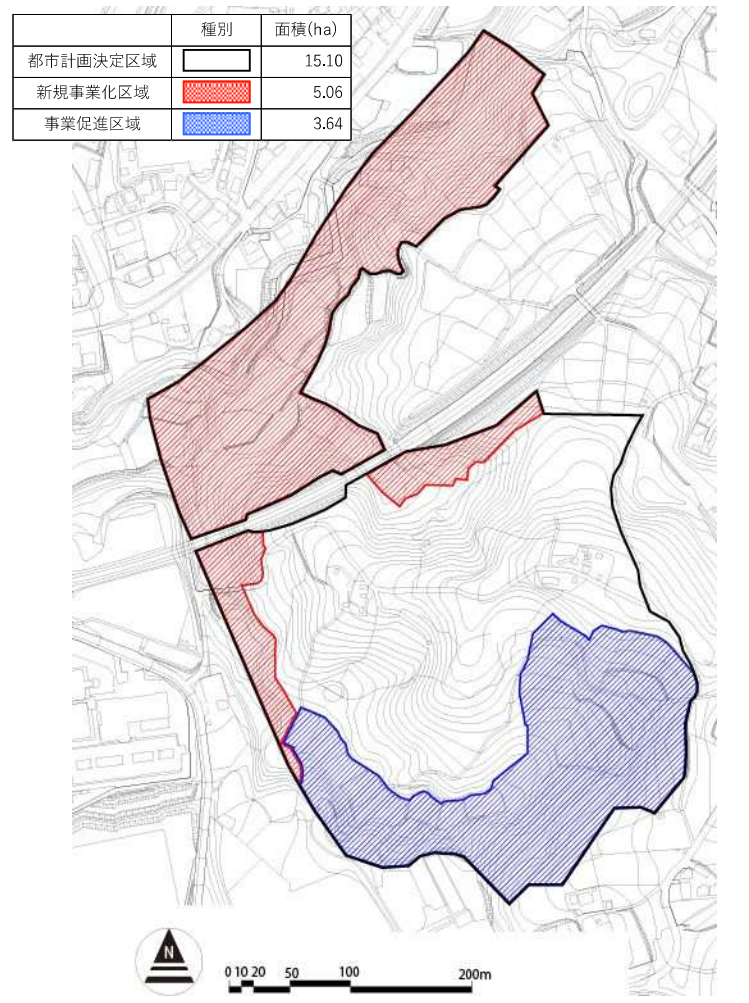 種別 面積(ha)
都市計画決定区域 15.10
新規事業化区域 5.06
事業促進区域 3.64
N
0 10 20 50 100 200m